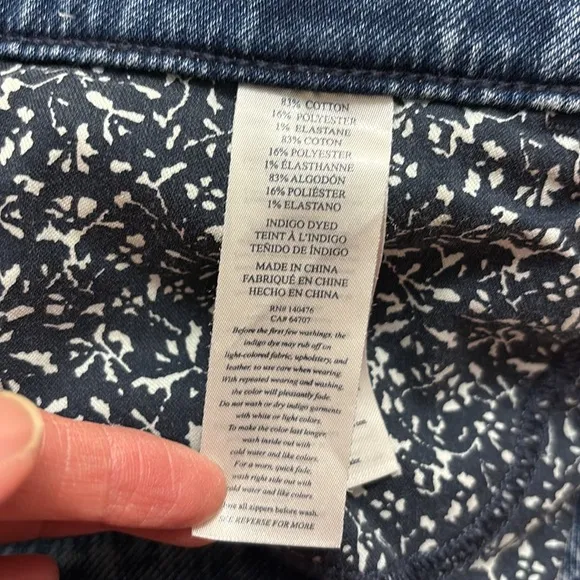 83% COTTON
16% POLYESTER
1% ELASTANE
83% COTON
16% POLYESTER
1% ÉLASTHANNE
83% ALGODÓN
16% POLIÉSTER
1% ELASTANO
INDIGO DYED
TEINT À L'INDIGO
TEÑIDO DE ÍNDIGO
MADE IN CHINA
FABRIQUÉ EN CHINE
HECHO EN CHINA
RN# 140476
CA# 64707
Before the first few washings, the
indigo dye may rub off on
light-colored fabric, upholstery, and
leather, so use care when wearing.
With repeated wearing and washing,
the color will pleasantly fade.
Do not wash or dry indigo garments
with white or light colors.
To make the color last longer
wash inside out with
cold water and like colors.
For a worn, quick fade,
wash right side out with
cold water and like colors.
all zippers before wash.
REVERSE FOR MORE